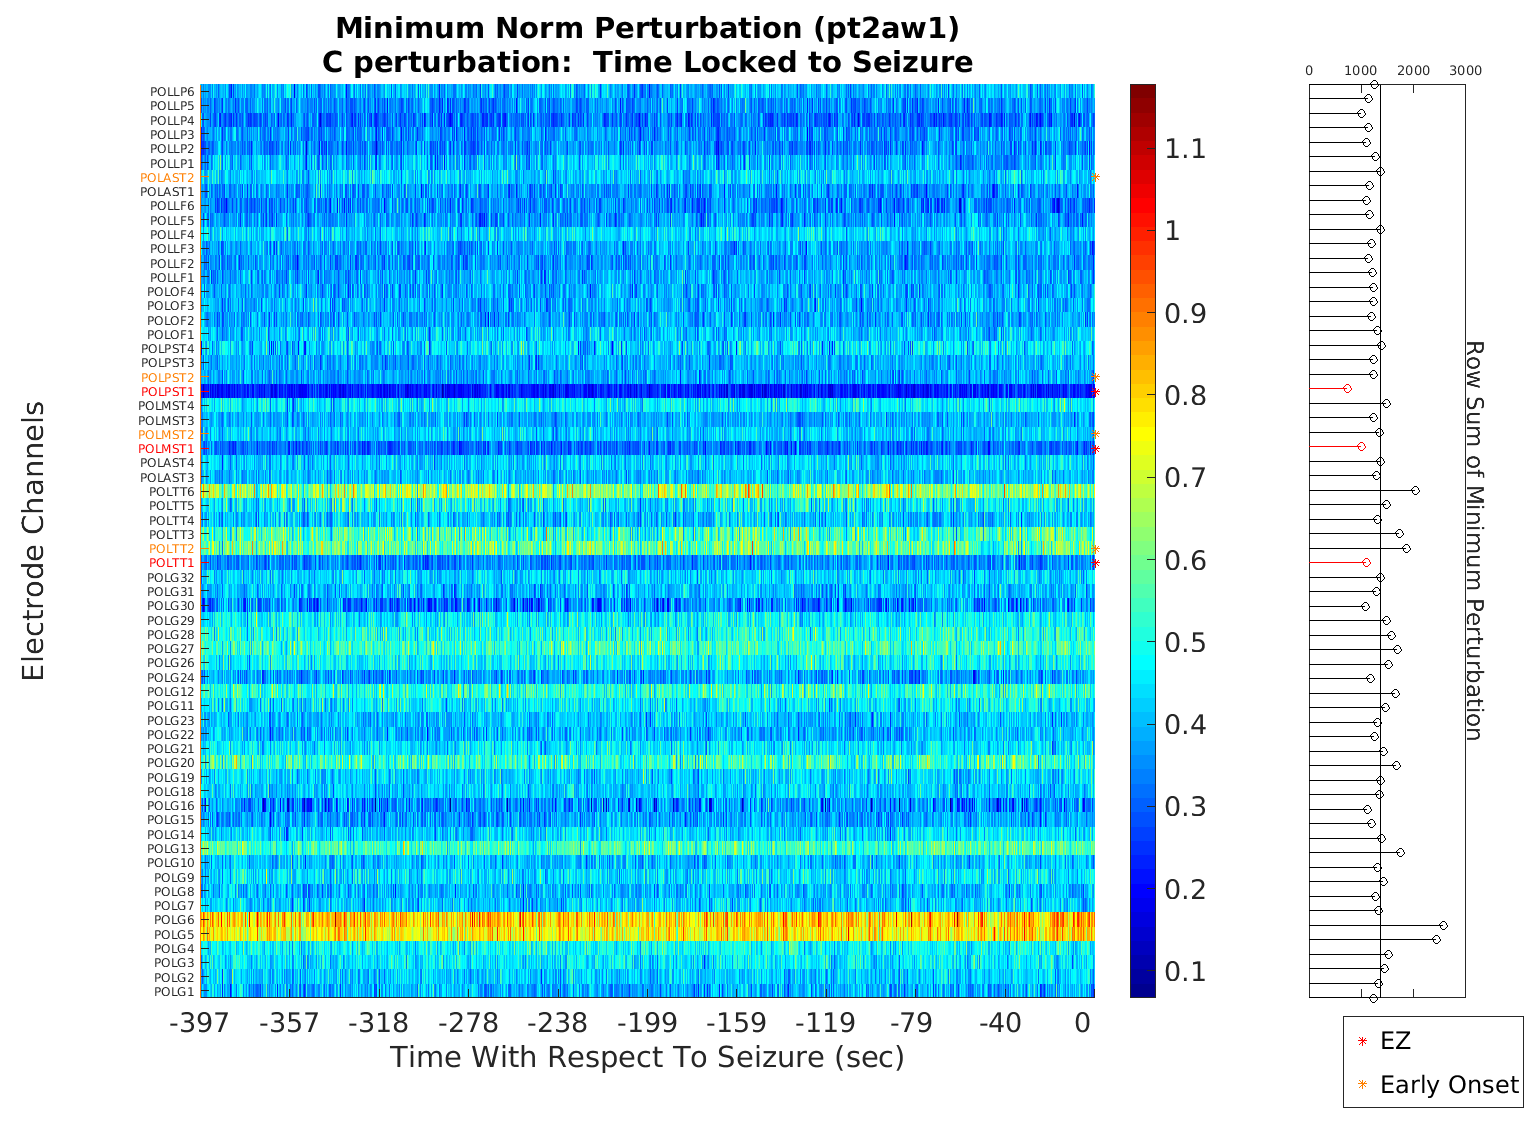 Minimum Norm Perturbation (pt2aw1)
C perturbation:  Time Locked to Seizure
Electrode Channels
POLLP6
POLLP5
POLLP4
POLLP3
POLLP2
POLLP1
POLAST2
POLAST1
POLLF6
POLLF5
POLLF4
POLLF3
POLLF2
POLLF1
POLOF4
POLOF3
POLOF2
POLOF1
POLPST4
POLPST3
POLPST2
POLPST1
POLMST4
POLMST3
POLMST2
POLMST1
POLAST4
POLAST3
POLTT6
POLTT5
POLTT4
POLTT3
POLTT2
POLTT1
POLG32
POLG31
POLG30
POLG29
POLG28
POLG27
POLG26
POLG24
POLG12
POLG11
POLG23
POLG22
POLG21
POLG20
POLG19
POLG18
POLG16
POLG15
POLG14
POLG13
POLG10
POLG9
POLG8
POLG7
POLG6
POLG5
POLG4
POLG3
POLG2
POLG1
-397 -357 -318 -278 -238 -199 -159 -119 -79 -40 0
Time With Respect To Seizure (sec)
1.1
1
0.9
0.8
0.7
0.6
0.5
0.4
0.3
0.2
0.1
0 1000 2000 3000
Row Sum of Minimum Perturbation
EZ
Early Onset